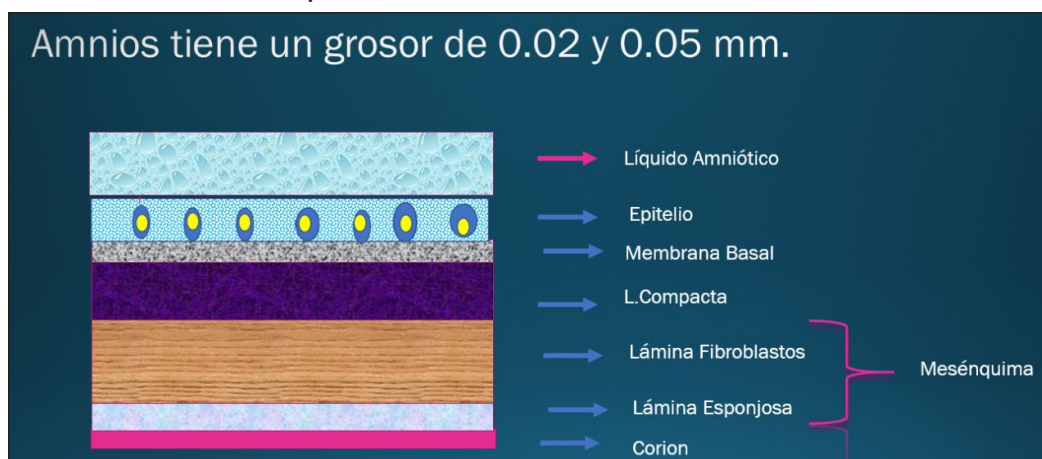 Amnios tiene un grosor de 0.02 y 0.05 mm.
Líquido Amniótico
Epitelio
Membrana Basal
L.Compacta
Lámina Fibroblastos
Mesénquima
Lámina Esponjosa
Corion